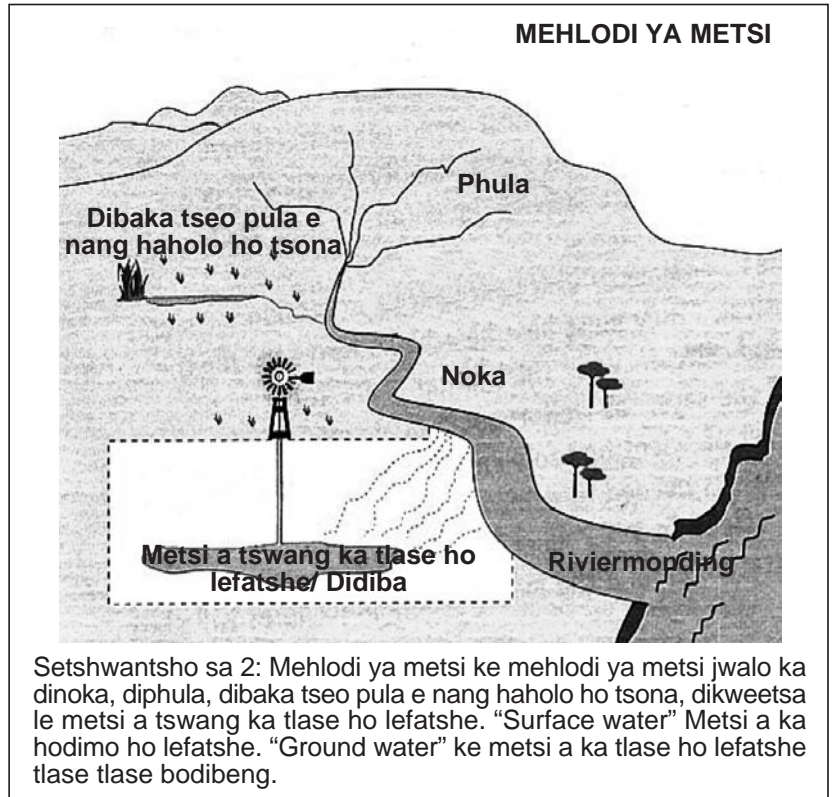 MEHLODI YA METSI
Phula
Dibaka tseo pula e
nang haholo ho tsona
Noka
Metsi a tswang ka tlase ho
lefatshe/ Didiba
Riviermonding
Setshwantsho sa 2: Mehlodi ya metsi ke mehlodi ya metsi jwalo ka
dinoka, diphula, dibaka tseo pula e nang haholo ho tsona, dikweetsa
le metsi a tswang ka tlase ho lefatshe. “Surface water” Metsi a ka
hodimo ho lefatshe. “Ground water” ke metsi a ka tlase ho lefatshe
tlase tlase bodibeng.